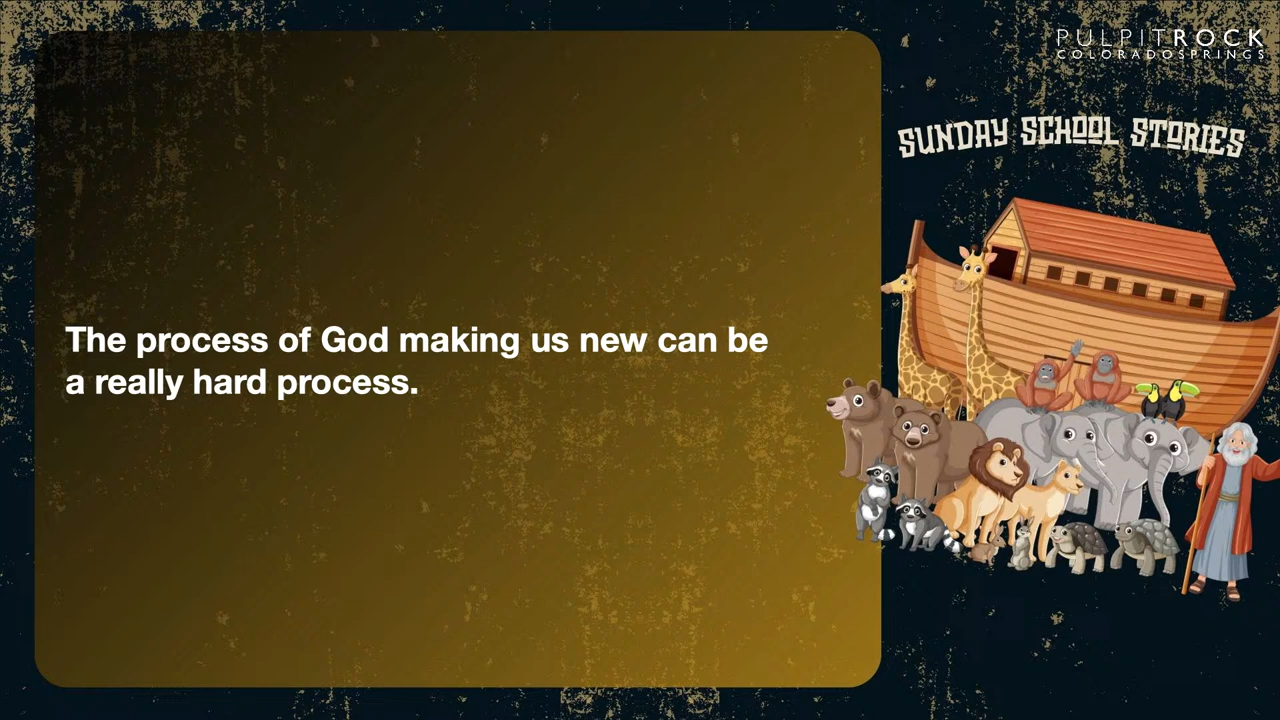 PULPITROCK
COLORADOSPRINGS
SUNDAY SCHOOL STORIES
The process of God making us new can be
a really hard process.